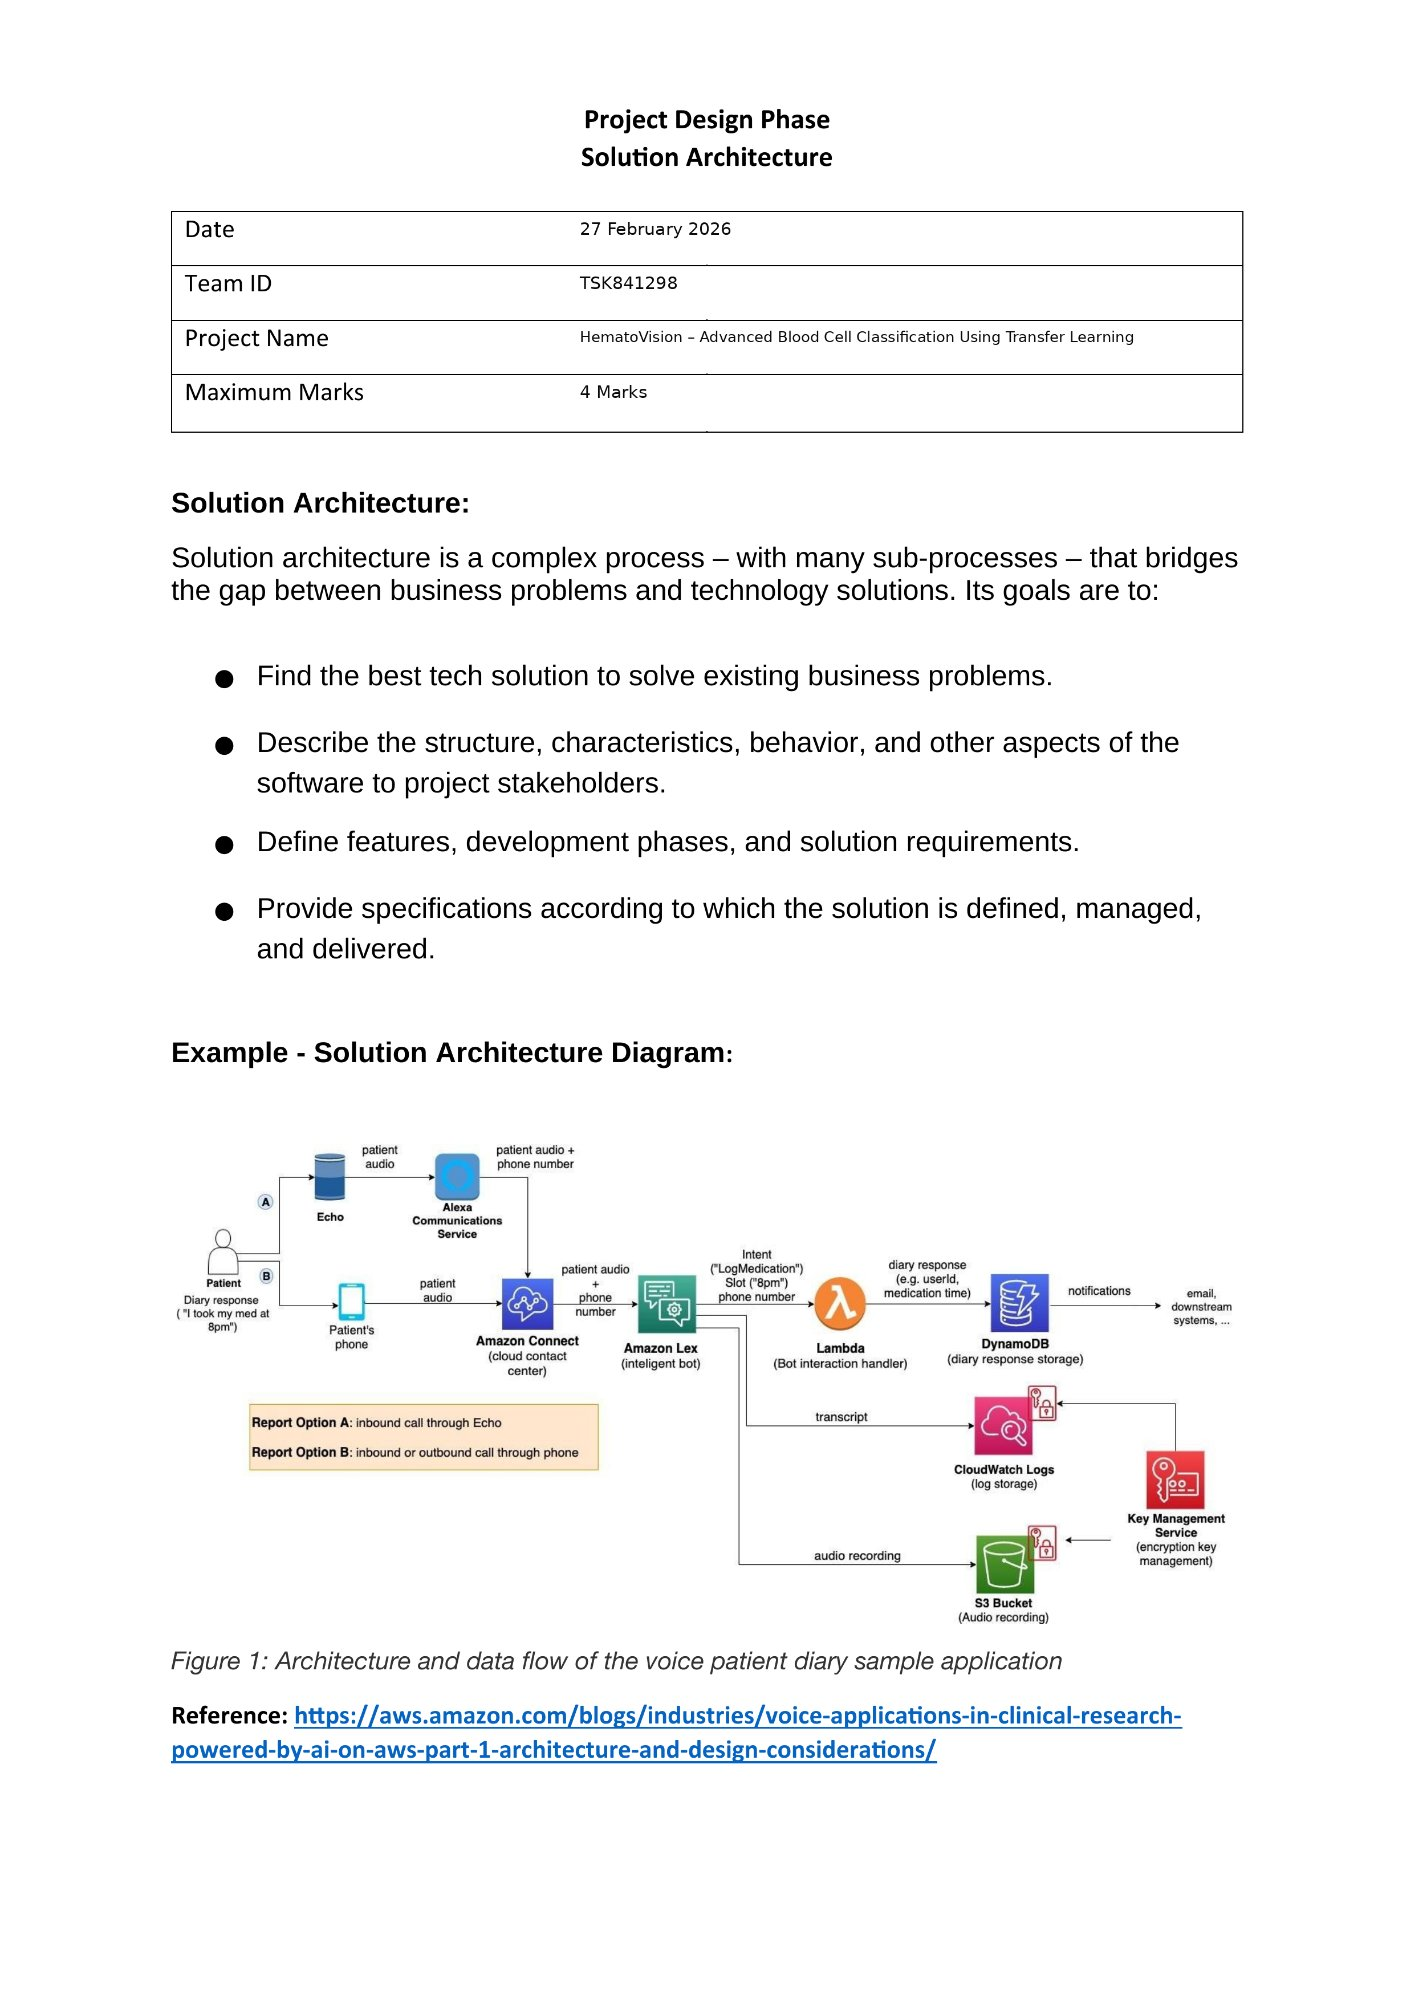 Project Design Phase
Solution Architecture
Date 27 February 2026
Team ID TSK841298
Project Name HematoVision – Advanced Blood Cell Classification Using Transfer Learning
Maximum Marks 4 Marks
Solution Architecture:
Solution architecture is a complex process – with many sub-processes – that bridges
the gap between business problems and technology solutions. Its goals are to:
● Find the best tech solution to solve existing business problems.
● Describe the structure, characteristics, behavior, and other aspects of the
software to project stakeholders.
● Define features, development phases, and solution requirements.
● Provide specifications according to which the solution is defined, managed,
and delivered.
Example - Solution Architecture Diagram:
patient
audio
patient audio +
phone number
A
Echo
Alexa
Communications
Service
B
Patient
Diary response
( "I took my med at
8pm")
Patient's
phone
patient
audio
Amazon Connect
(cloud contact
center)
patient audio
+
phone
number
Amazon Lex
(inteligent bot)
Intent
("LogMedication")
Slot ("8pm")
phone number
Lambda
(Bot interaction handler)
diary response
(e.g. userId,
medication time)
DynamoDB
(diary response storage)
notifications
email,
downstream
systems, ...
Report Option A: inbound call through Echo
Report Option B: inbound or outbound call through phone
transcript
CloudWatch Logs
(log storage)
Key Management
Service
(encryption key
management)
audio recording
S3 Bucket
(Audio recording)
Figure 1: Architecture and data flow of the voice patient diary sample application
Reference: https://aws.amazon.com/blogs/industries/voice-applications-in-clinical-research-
powered-by-ai-on-aws-part-1-architecture-and-design-considerations/